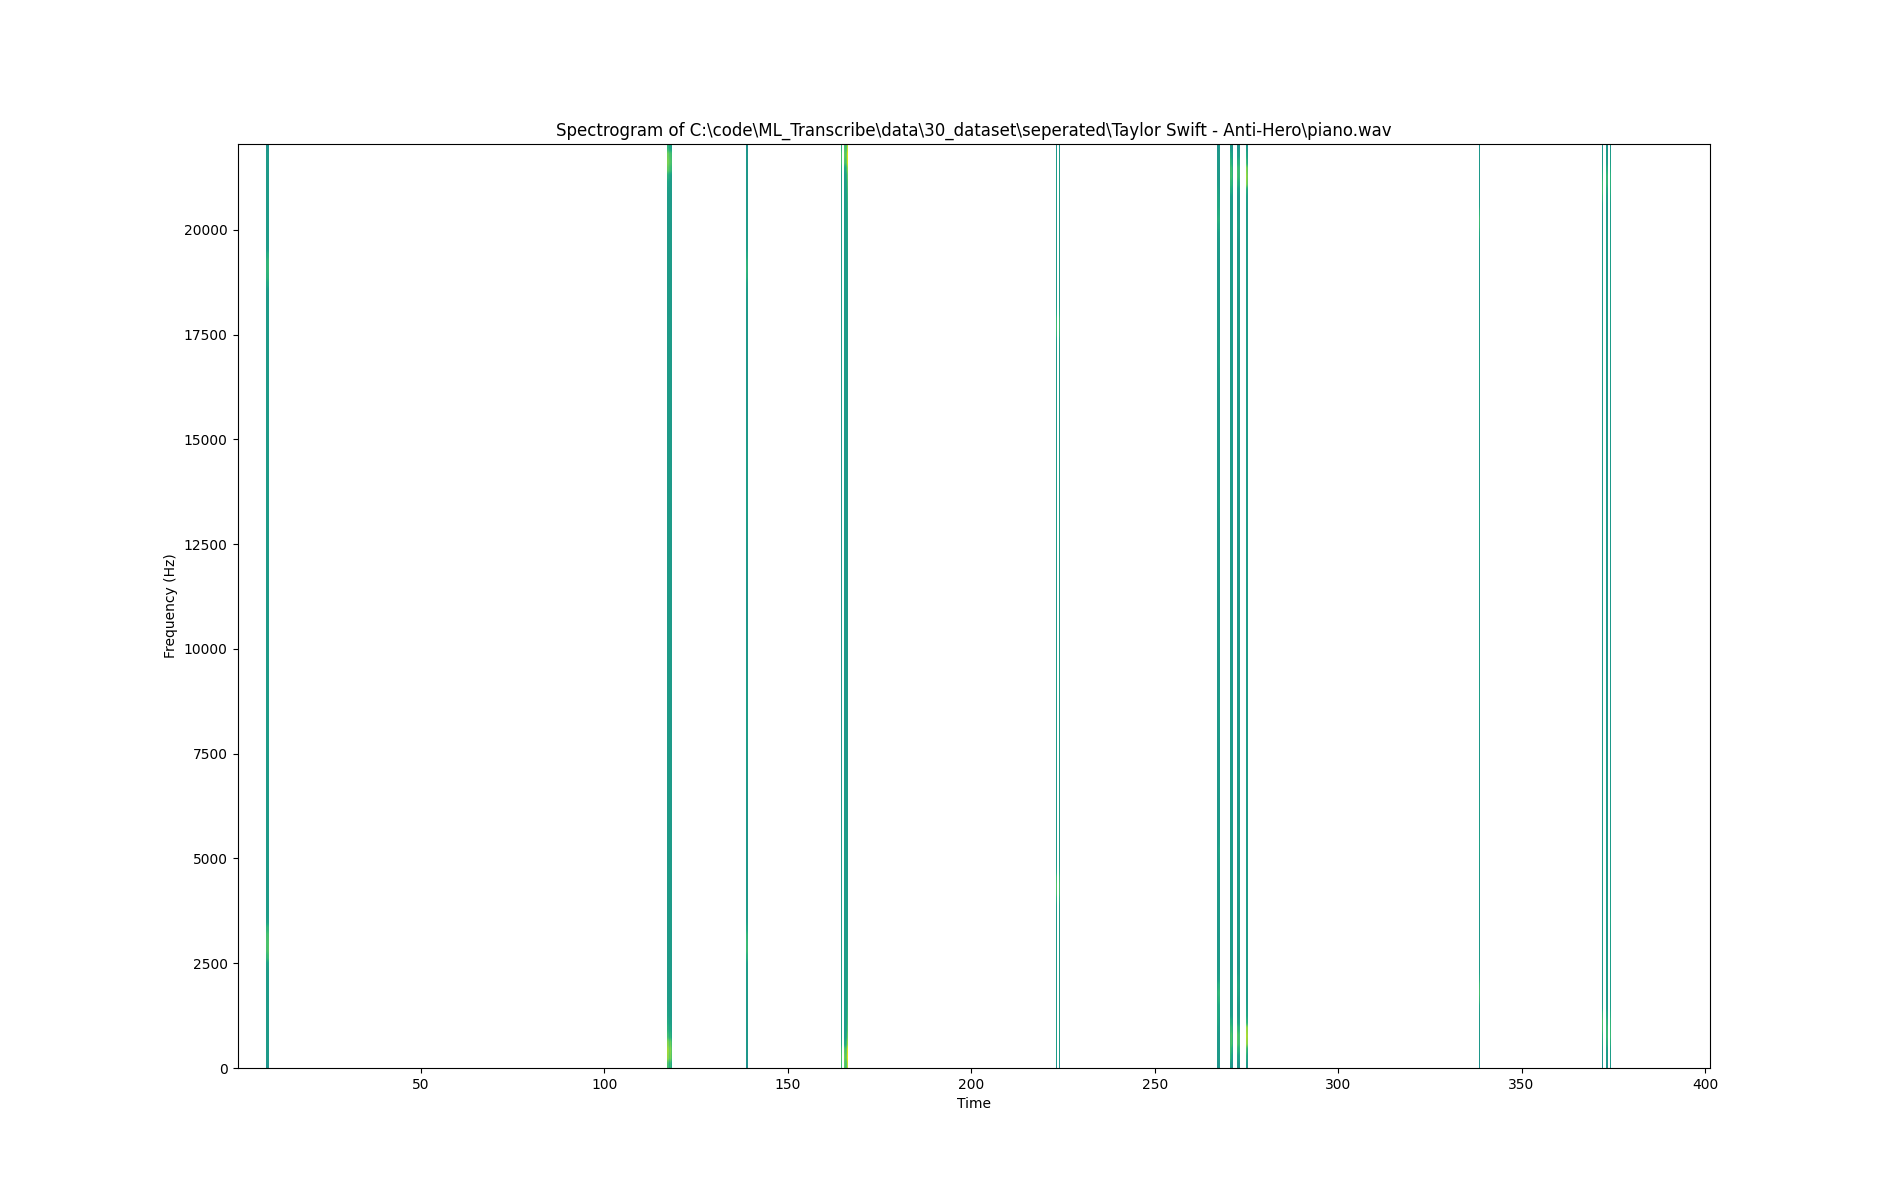 Spectrogram of C:\code\ML_Transcribe\data\30_dataset\seperated\Taylor Swift - Anti-Hero\piano.wav
20000
17500
15000
12500
10000
7500
5000
2500
0
Frequency (Hz)
50 100 150 200 250 300 350 400
Time